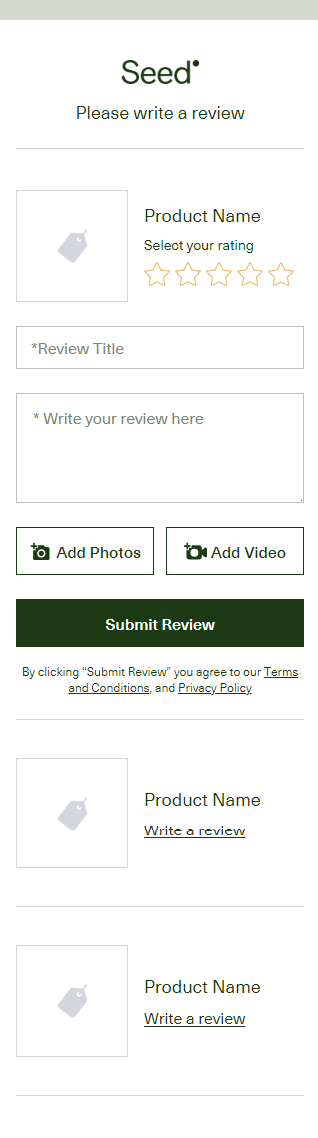 Seed
Please write a review
Product Name
Select your rating
*Review Title
* Write your review here
Add Photos
Add Video
Submit Review
By clicking “Submit Review” you agree to our Terms
and Conditions, and Privacy Policy
Product Name
Write a review
Product Name
Write a review